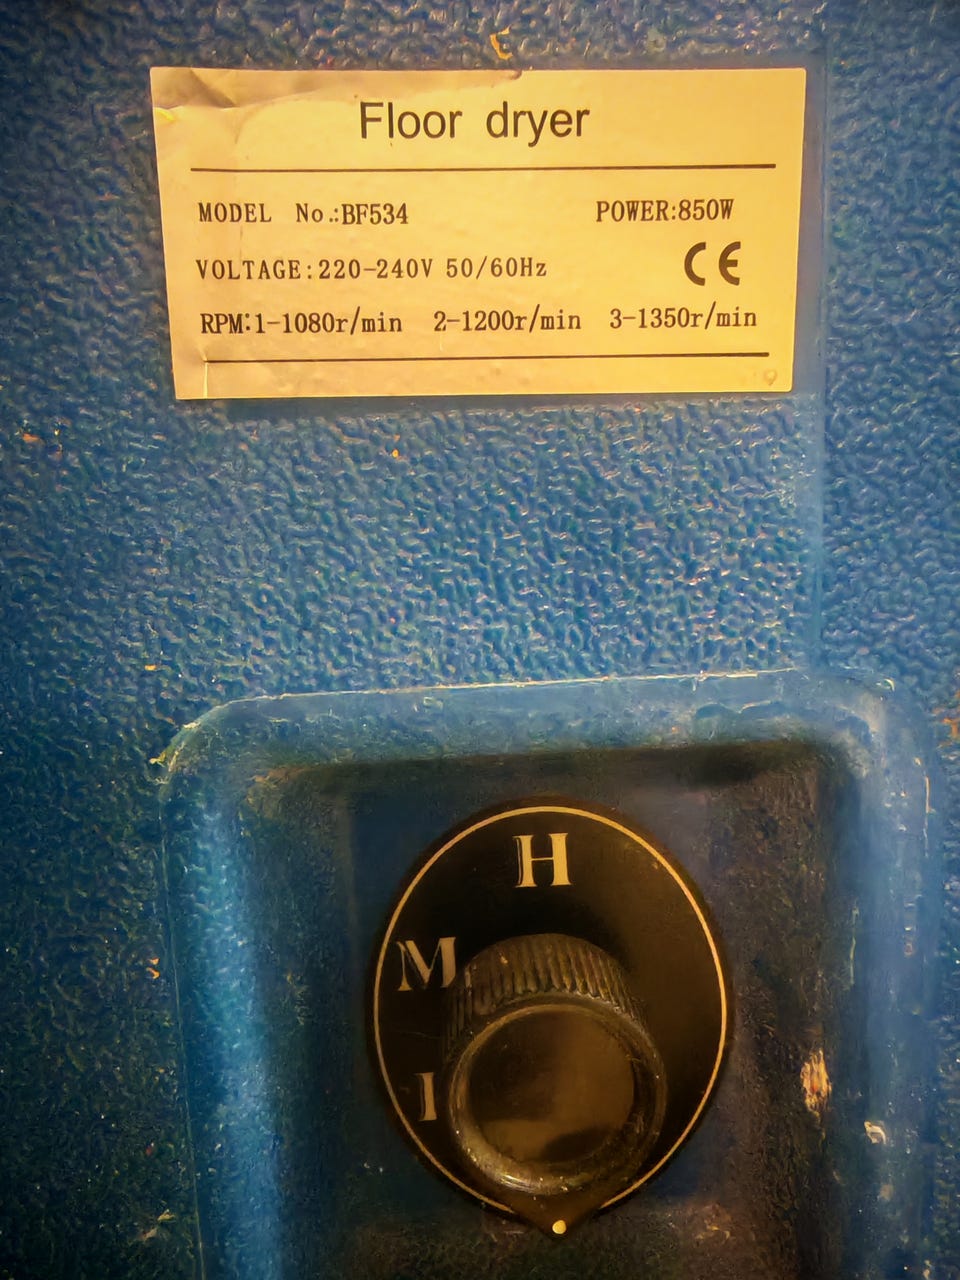 Floor dryer
MODEL No.:BF534 POWER:850W
VOLTAGE:220-240V 50/60Hz CE
RPM:1-1080r/min 2-1200r/min 3-1350r/min
H
M
I